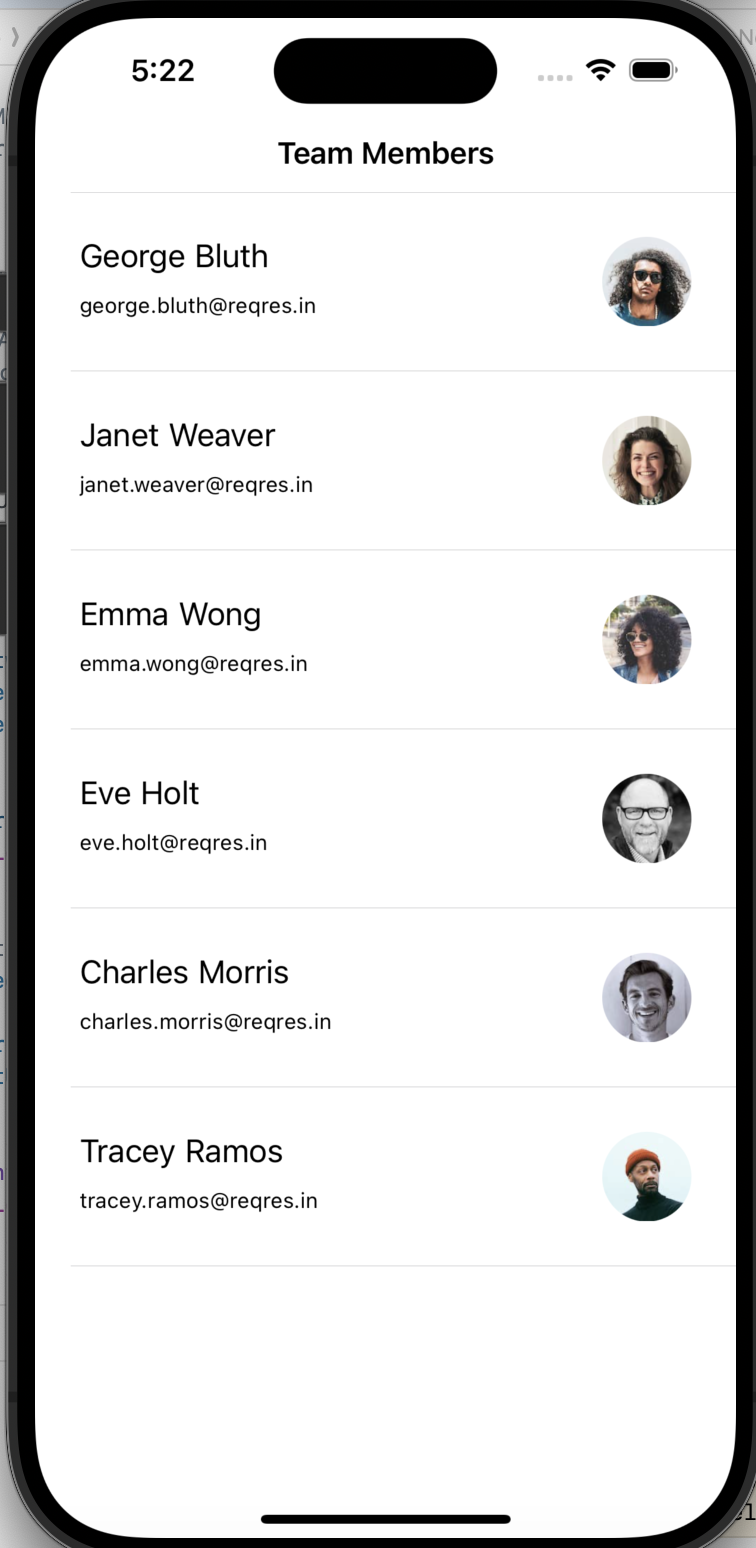 5:22
Team Members
George Bluth
george.bluth@reqres.in
Janet Weaver
janet.weaver@reqres.in
Emma Wong
emma.wong@reqres.in
Eve Holt
eve.holt@reqres.in
Charles Morris
charles.morris@reqres.in
Tracey Ramos
tracey.ramos@reqres.in